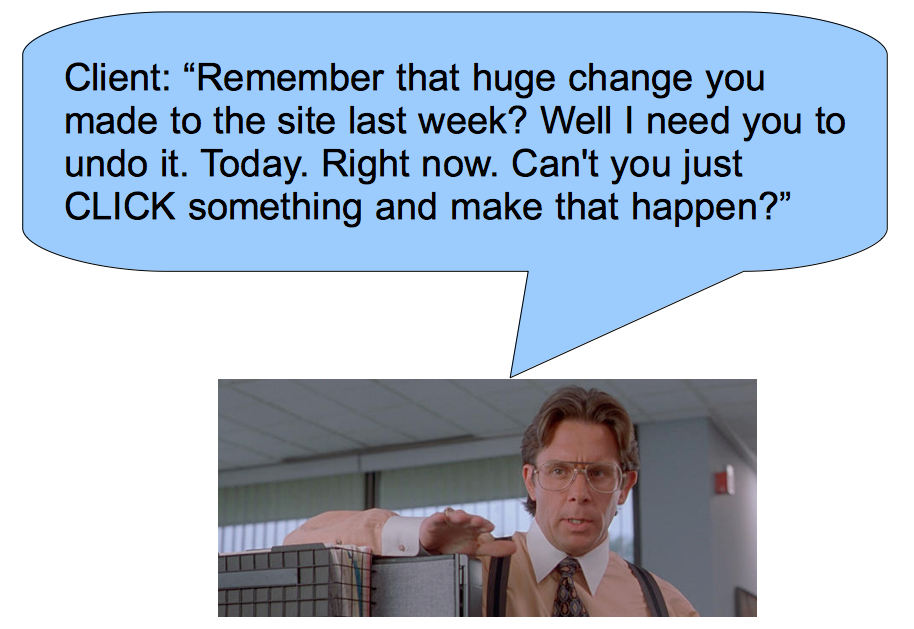 Client: “Remember that huge change you
made to the site last week? Well I need you to
undo it. Today. Right now. Can't you just
CLICK something and make that happen?”